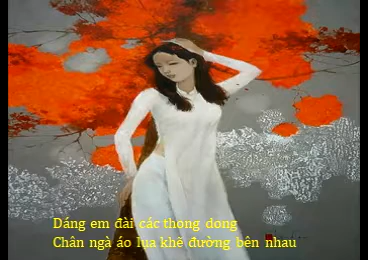 Dáng em đài các thong dong
Chân ngà áo lụa khẽ đường bên nhau